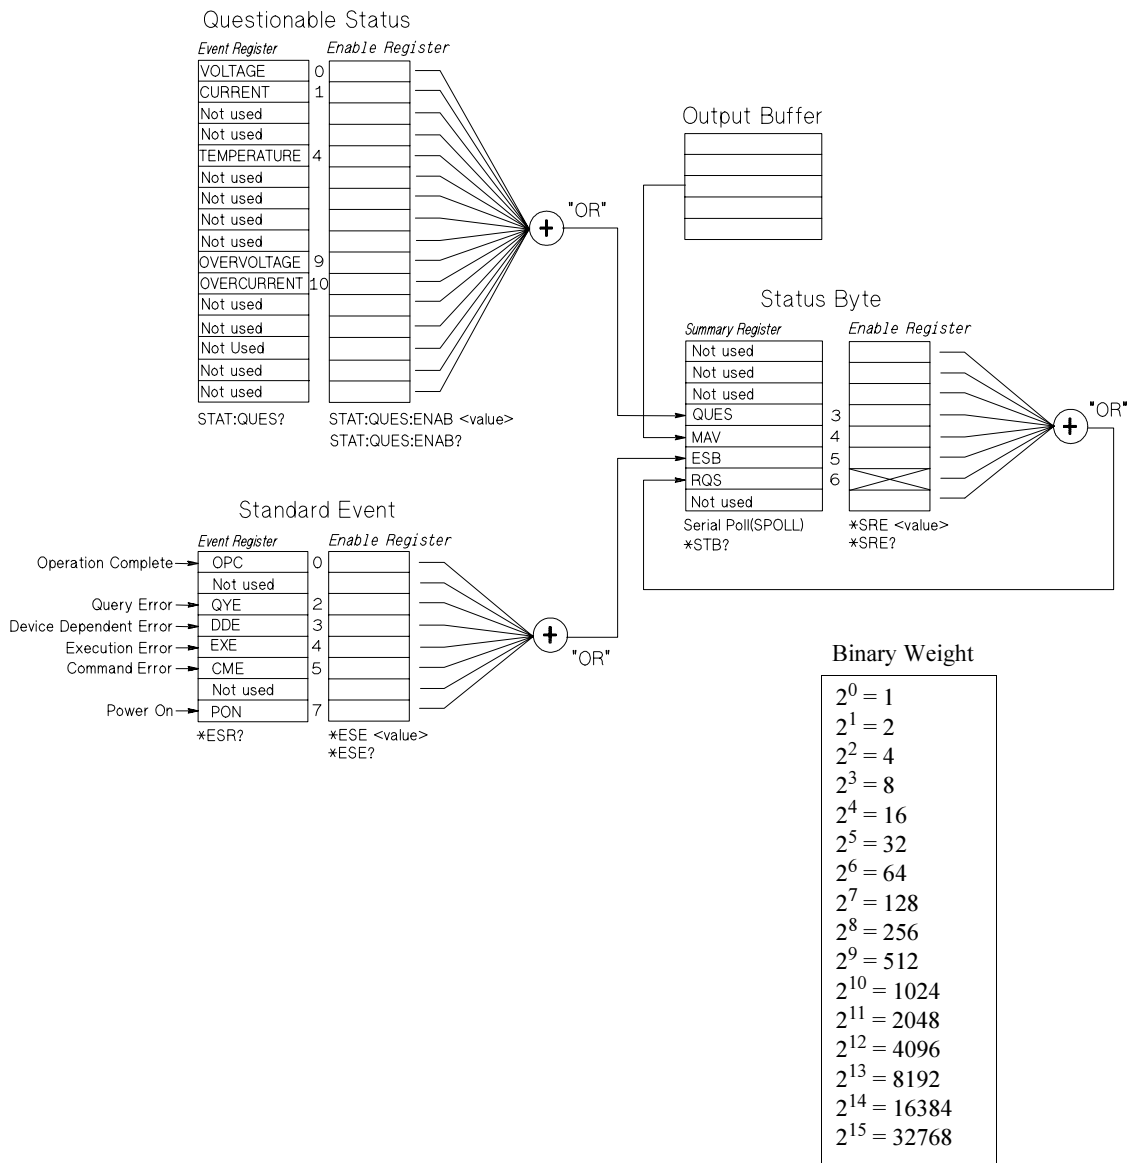 Questionable Status
Event Register Enable Register
VOLTAGE 0
CURRENT 1
Not used
Not used
TEMPERATURE 4
Not used
Not used
Not used
Not used
OVERVOLTAGE 9
OVERCURRENT 10
Not used
Not used
Not Used
Not used
Not used
STAT:QUES? STAT:QUES:ENAB <value>
STAT:QUES:ENAB?
+ "OR"
Output Buffer
Status Byte
Summary Register Enable Register
Not used
Not used
Not used
QUES 3
MAV 4
ESB 5
RQS 6
Not used
Serial Poll(SPOLL) *SRE <value>
*STB? *SRE?
+ "OR"
Standard Event
Event Register Enable Register
Operation Complete OPC 0
Not used
Query Error QYE 2
Device Dependent Error DDE 3
Execution Error EXE 4
Command Error CME 5
Not used
Power On PON 7
*ESR? *ESE <value>
*ESE?
+ "OR"
Binary Weight
2^0 = 1
2^1 = 2
2^2 = 4
2^3 = 8
2^4 = 16
2^5 = 32
2^6 = 64
2^7 = 128
2^8 = 256
2^9 = 512
2^10 = 1024
2^11 = 2048
2^12 = 4096
2^13 = 8192
2^14 = 16384
2^15 = 32768